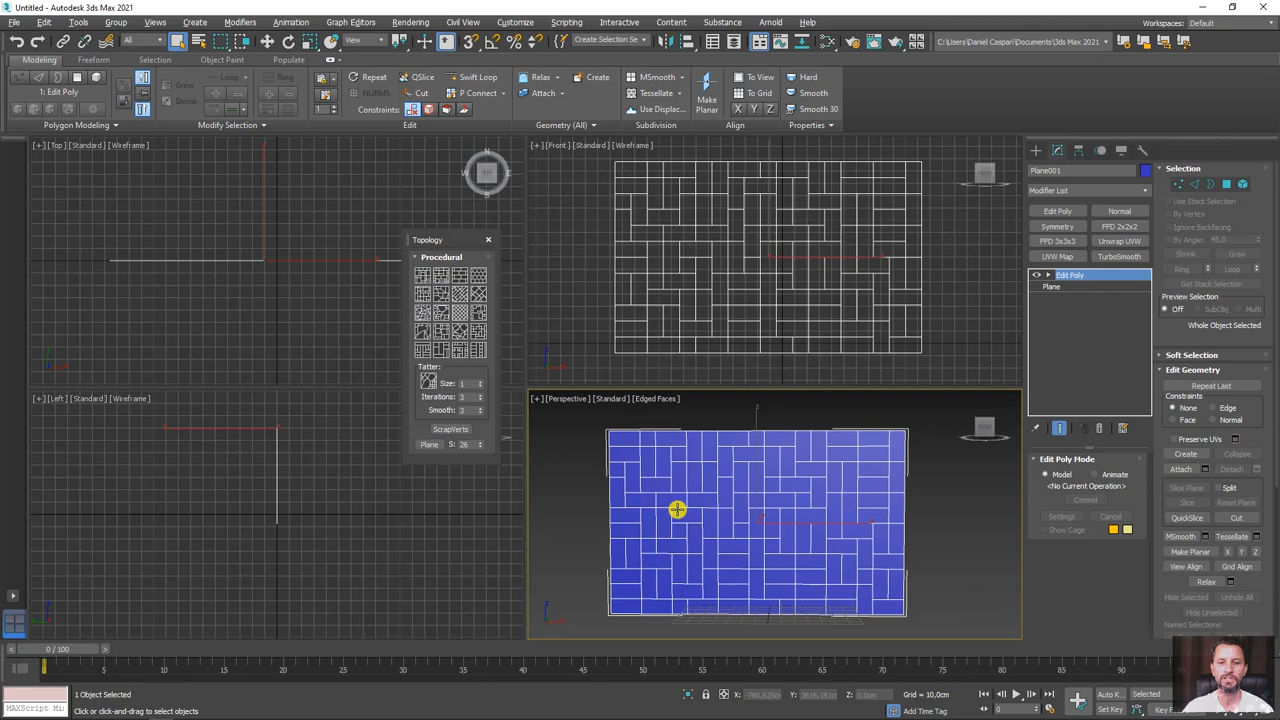 Untitled - Autodesk 3ds Max 2021
File Edit Tools Group Views Create Modifiers Animation Graph Editors Rendering Civil View Customize Scripting Interactive Content Substance Arnold Help
Workspaces: Default
All View Create Selection Se C:\Users\Daniel Caspari\Documents\3ds Max 2021
Modeling Freeform Selection Object Paint Populate
1: Edit Poly Grow Loop Ring Repeat QSlice Swift Loop Relax Create MSmooth To View Hard
Shrink NURMS Cut P Connect Attach Tessellate Make Planar To Grid Smooth
1 Constraints: Use Displac... X Y Z Smooth 30
Polygon Modeling Modify Selection Edit Geometry (All) Subdivision Align Properties
[+] [Top] [Standard] [Wireframe]
[+] [Front] [Standard] [Wireframe]
[+] [Left] [Standard] [Wireframe]
[+] [Perspective] [Standard] [Edged Faces]
Topology
Procedural
Tatter:
Size: 1
Iterations: 3
Smooth: 3
ScrapVerts
Plane S: 26
Plane001
Modifier List
Edit Poly Normal
Symmetry FFD 2x2x2
FFD 3x3x3 Unwrap UVW
UVW Map TurboSmooth
Edit Poly
Plane
Edit Poly Mode
Model Animate
<No Current Operation>
Commit
Settings Cancel
Show Cage
Selection
Use Stack Selection
By Vertex
Ignore Backfacing
By Angle: 45,0
Shrink Grow
Ring Loop
Get Stack Selection
Preview Selection
Off SubObj Multi
Whole Object Selected
Soft Selection
Edit Geometry
Repeat Last
Constraints
None Edge
Face Normal
Preserve UVs
Create Collapse
Attach Detach
Slice Plane Split
Slice Reset Plane
QuickSlice Cut
MSmooth Tessellate
Make Planar X Y Z
View Align Grid Align
Relax
Hide Selected Unhide All
Hide Unselected
Named Selections:
0 / 100
0 5 10 15 20 25 30 35 40 45 50 55 60 65 70 75 80 85 90
MAXScript Mi
1 Object Selected
Click or click-and-drag to select objects
X: -760,625cm Y: 3616,181cm Z: 0,0cm Grid = 10,0cm
Add Time Tag
0
Auto K... Selected
Set Key